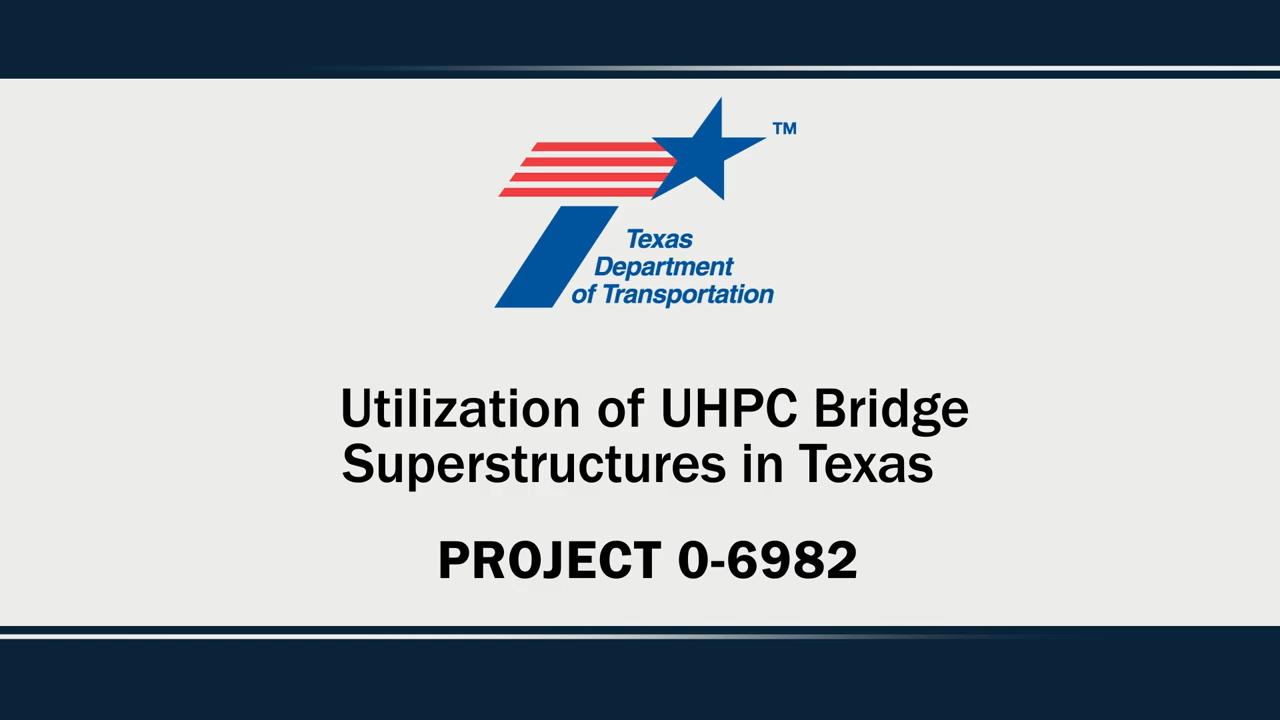 TM
Texas
Department
of Transportation
Utilization of UHPC Bridge
Superstructures in Texas
PROJECT 0-6982